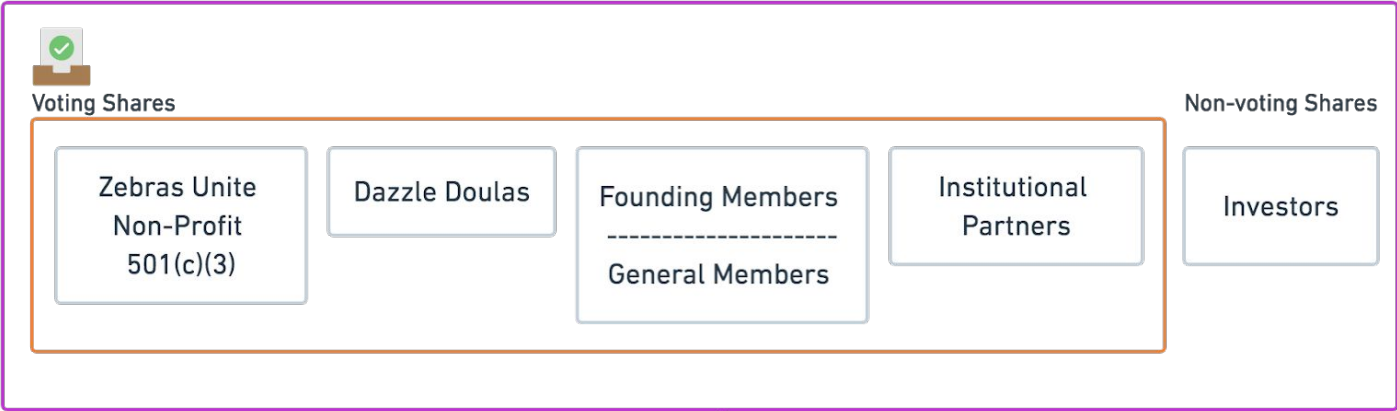 Voting Shares
Non-voting Shares
Zebras Unite
Non-Profit
501(c)(3)
Dazzle Doulas
Founding Members
---------------------
General Members
Institutional
Partners
Investors